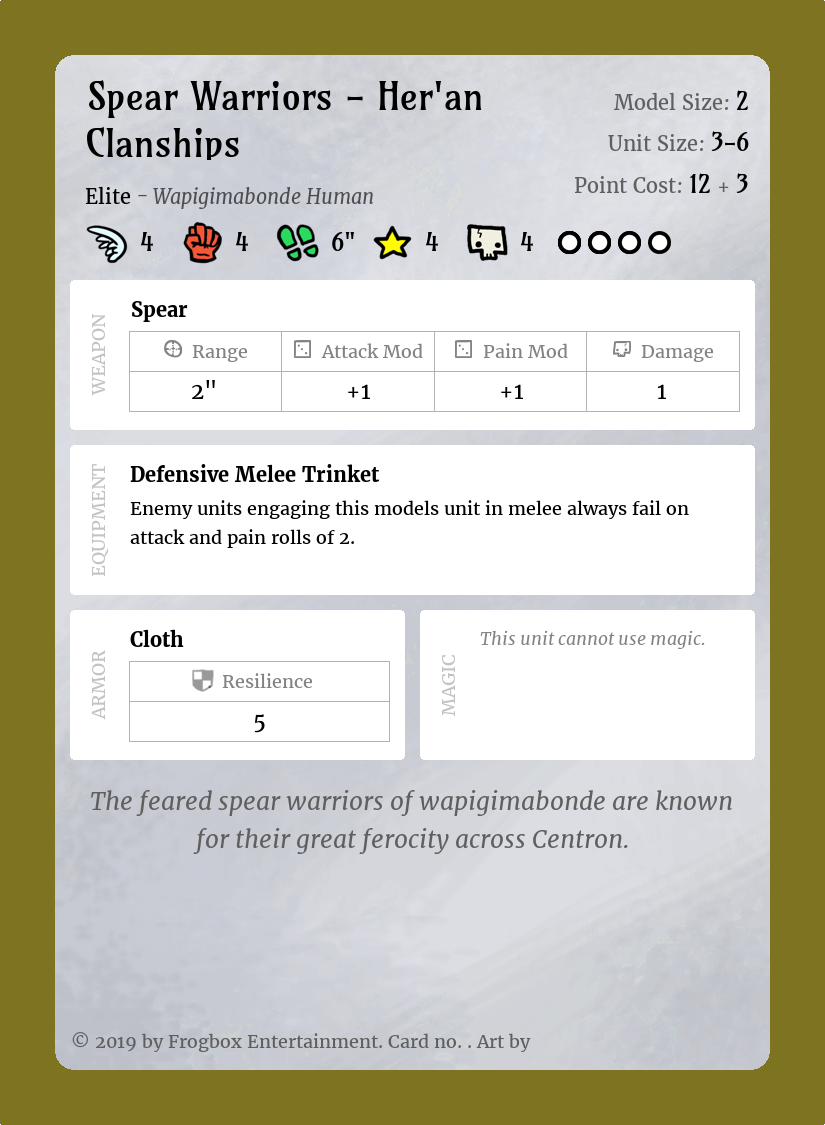 Spear Warriors – Her'an
Clanships
Model Size: 2
Unit Size: 3–6
Point Cost: 12 + 3
Elite – Wapigimabonde Human
4 4 6" 4 4
WEAPON
Spear
Range Attack Mod Pain Mod Damage
2" +1 +1 1
EQUIPMENT
Defensive Melee Trinket
Enemy units engaging this models unit in melee always fail on
attack and pain rolls of 2.
ARMOR
Cloth
Resilience
5
MAGIC
This unit cannot use magic.
The feared spear warriors of wapigimabonde are known
for their great ferocity across Centron.
© 2019 by Frogbox Entertainment. Card no. . Art by